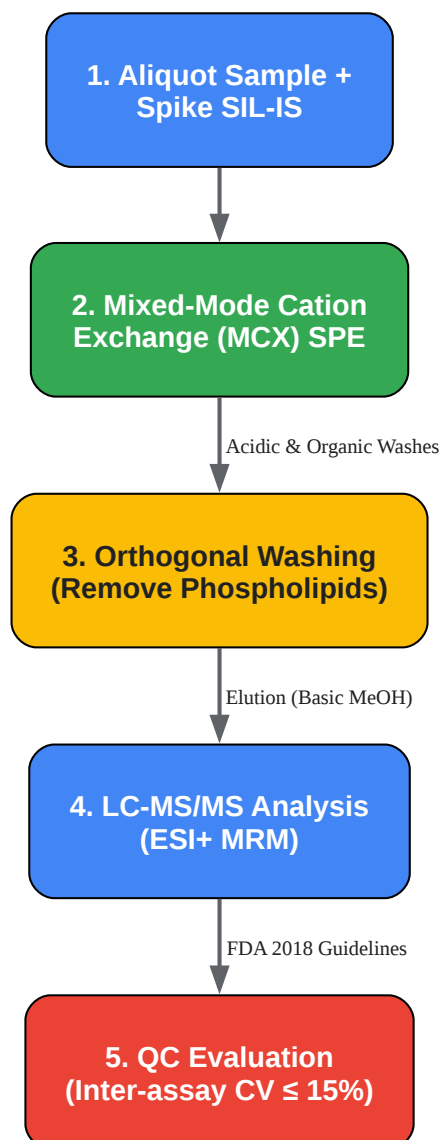 1. Aliquot Sample +
Spike SIL-IS
2. Mixed-Mode Cation
Exchange (MCX) SPE
Acidic & Organic Washes
3. Orthogonal Washing
(Remove Phospholipids)
Elution (Basic MeOH)
4. LC-MS/MS Analysis
(ESI+ MRM)
FDA 2018 Guidelines
5. QC Evaluation
(Inter-assay CV ≤ 15%)